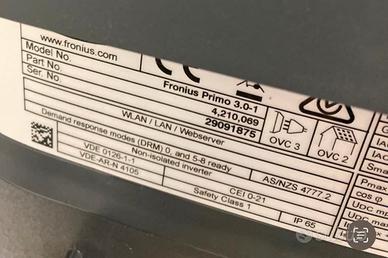 www.fronius.com
Model No.
Part No.
Ser. No.
Fronius Primo 3.0-1
4,210,069
29091875
WLAN / LAN / Webserver
Demand response modes (DRM) 0, and 5-8 ready
Non-isolated inverter
AS/NZS 4777.2
VDE 0126-1-1
VDE-AR-N 4105
CEI 0-21
Safety Class 1
IP 65
OVC 3
OVC 2
cos φ
UDC